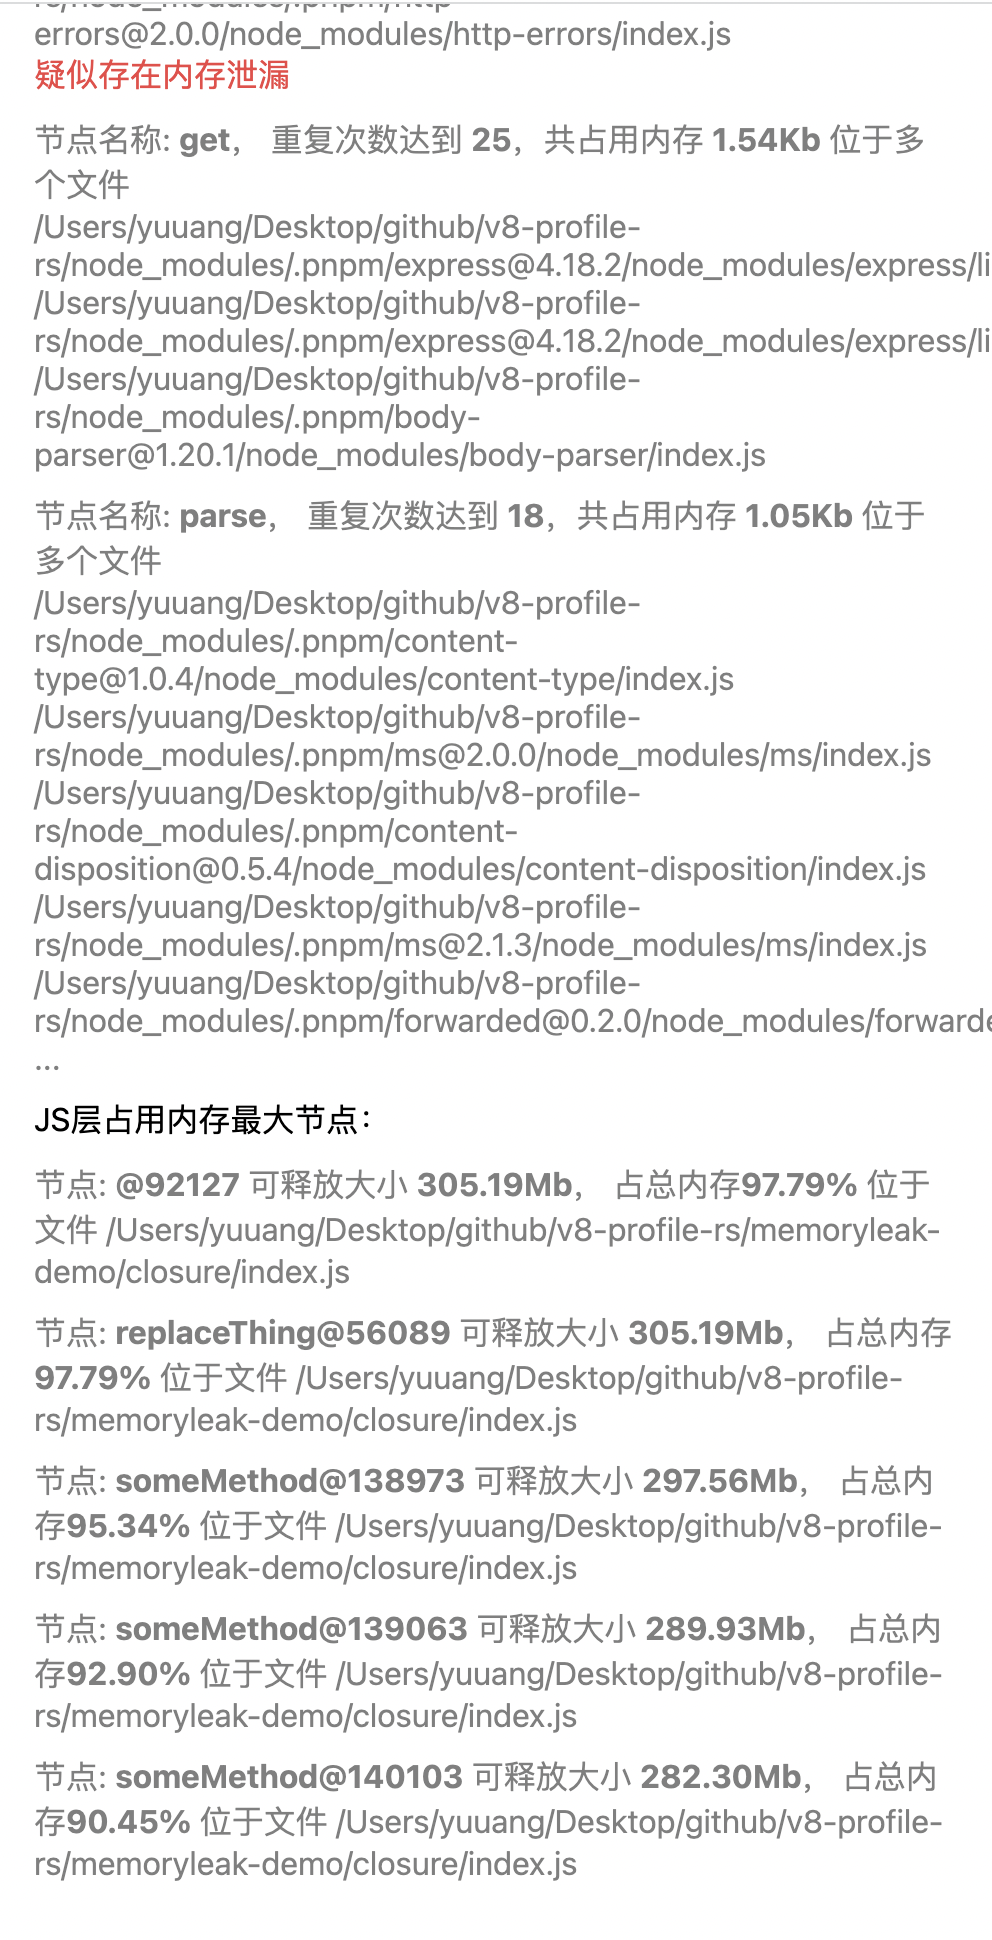 errors@2.0.0/node_modules/http-errors/index.js
疑似存在内存泄漏
节点名称: get， 重复次数达到 25，共占用内存 1.54Kb 位于多
个文件
/Users/yuuang/Desktop/github/v8-profile-
rs/node_modules/.pnpm/express@4.18.2/node_modules/express/li
/Users/yuuang/Desktop/github/v8-profile-
rs/node_modules/.pnpm/express@4.18.2/node_modules/express/li
/Users/yuuang/Desktop/github/v8-profile-
rs/node_modules/.pnpm/body-
parser@1.20.1/node_modules/body-parser/index.js
节点名称: parse， 重复次数达到 18，共占用内存 1.05Kb 位于
多个文件
/Users/yuuang/Desktop/github/v8-profile-
rs/node_modules/.pnpm/content-
type@1.0.4/node_modules/content-type/index.js
/Users/yuuang/Desktop/github/v8-profile-
rs/node_modules/.pnpm/ms@2.0.0/node_modules/ms/index.js
/Users/yuuang/Desktop/github/v8-profile-
rs/node_modules/.pnpm/content-
disposition@0.5.4/node_modules/content-disposition/index.js
/Users/yuuang/Desktop/github/v8-profile-
rs/node_modules/.pnpm/ms@2.1.3/node_modules/ms/index.js
/Users/yuuang/Desktop/github/v8-profile-
rs/node_modules/.pnpm/forwarded@0.2.0/node_modules/forwarde
...
JS层占用内存最大节点：
节点: @92127 可释放大小 305.19Mb， 占总内存97.79% 位于
文件 /Users/yuuang/Desktop/github/v8-profile-rs/memoryleak-
demo/closure/index.js
节点: replaceThing@56089 可释放大小 305.19Mb， 占总内存
97.79% 位于文件 /Users/yuuang/Desktop/github/v8-profile-
rs/memoryleak-demo/closure/index.js
节点: someMethod@138973 可释放大小 297.56Mb， 占总内
存95.34% 位于文件 /Users/yuuang/Desktop/github/v8-profile-
rs/memoryleak-demo/closure/index.js
节点: someMethod@139063 可释放大小 289.93Mb， 占总内
存92.90% 位于文件 /Users/yuuang/Desktop/github/v8-profile-
rs/memoryleak-demo/closure/index.js
节点: someMethod@140103 可释放大小 282.30Mb， 占总内
存90.45% 位于文件 /Users/yuuang/Desktop/github/v8-profile-
rs/memoryleak-demo/closure/index.js